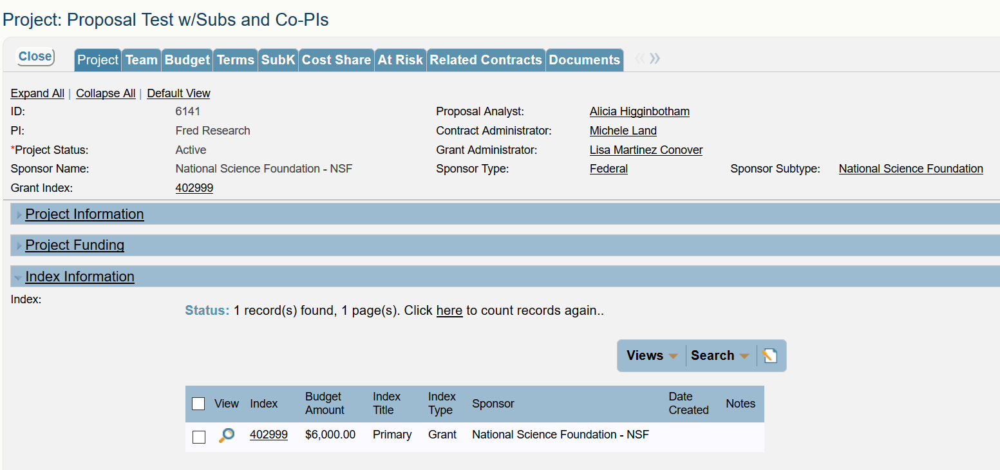 Project: Proposal Test w/Subs and Co-PIs
Close Project Team Budget Terms SubK Cost Share At Risk Related Contracts Documents
Expand All | Collapse All | Default View
ID: 6141 Proposal Analyst: Alicia Higginbotham
PI: Fred Research Contract Administrator: Michele Land
*Project Status: Active Grant Administrator: Lisa Martinez Conover
Sponsor Name: National Science Foundation - NSF Sponsor Type: Federal Sponsor Subtype: National Science Foundation
Grant Index: 402999
Project Information
Project Funding
Index Information
Index:
Status: 1 record(s) found, 1 page(s). Click here to count records again..
Views Search
View Index Budget Amount Index Title Index Type Sponsor Date Created Notes
402999 $6,000.00 Primary Grant National Science Foundation - NSF